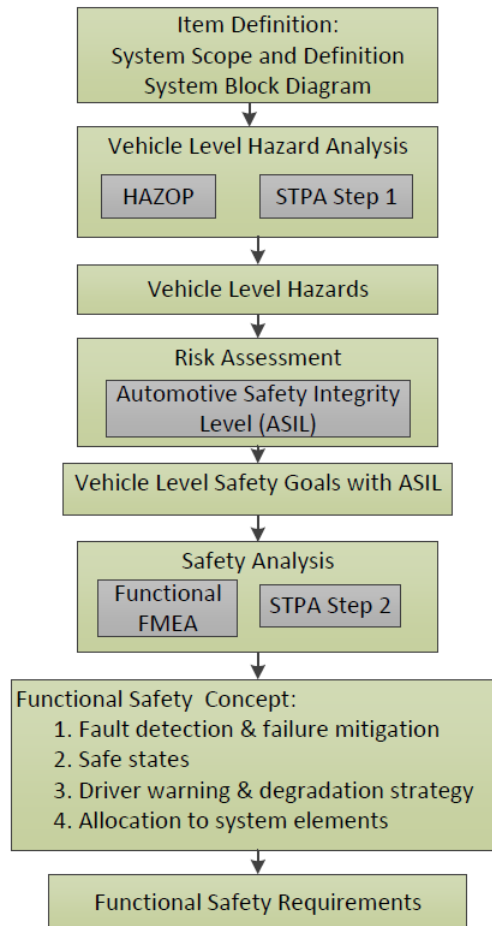 Item Definition:
System Scope and Definition
System Block Diagram
Vehicle Level Hazard Analysis
HAZOP
STPA Step 1
Vehicle Level Hazards
Risk Assessment
Automotive Safety Integrity
Level (ASIL)
Vehicle Level Safety Goals with ASIL
Safety Analysis
Functional
FMEA
STPA Step 2
Functional Safety Concept:
1. Fault detection & failure mitigation
2. Safe states
3. Driver warning & degradation strategy
4. Allocation to system elements
Functional Safety Requirements